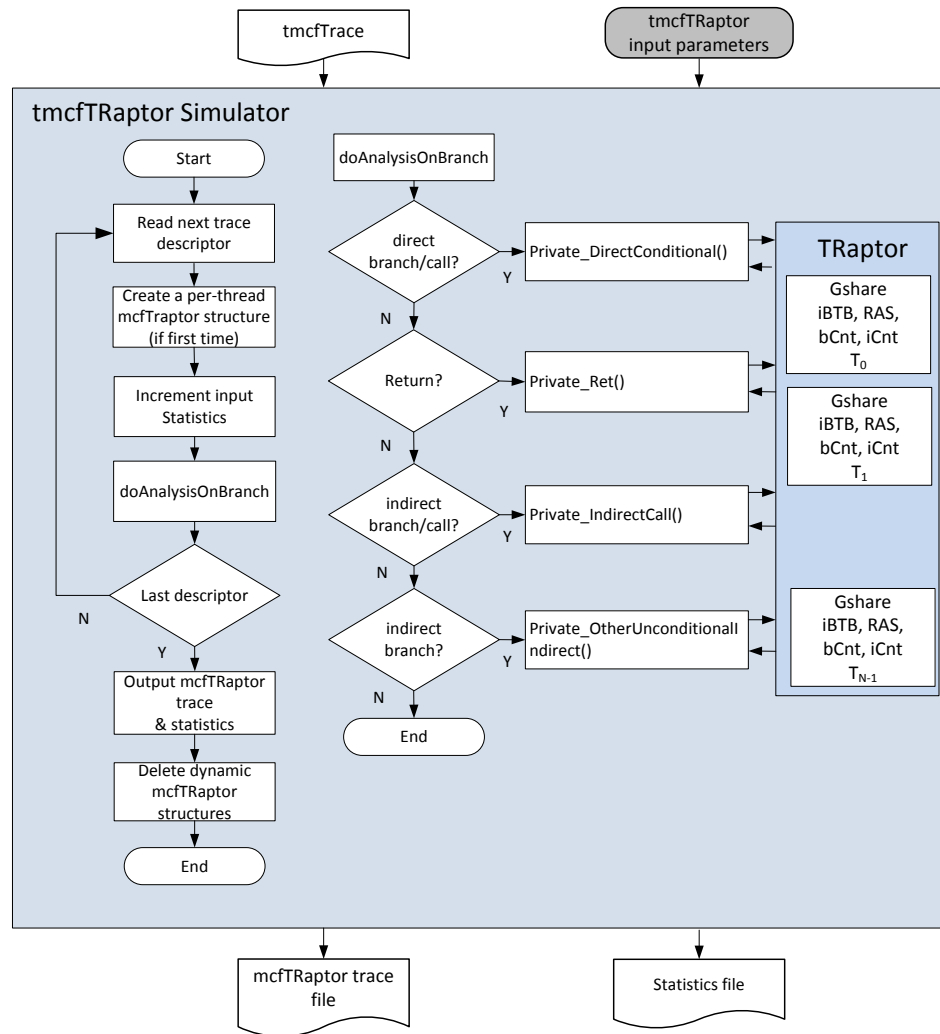 tmcfTrace
tmcfTRaptor
input parameters
tmcfTRaptor Simulator
Start
Read next trace
descriptor
Create a per-thread
mcfTraptor structure
(if first time)
Increment input
Statistics
doAnalysisOnBranch
Last descriptor
N
Y
Output mcfTRaptor
trace
& statistics
Delete dynamic
mcfTRaptor
structures
End
doAnalysisOnBranch
direct
branch/call?
Y
Private_DirectConditional()
N
Return?
Y
Private_Ret()
N
indirect
branch/call?
Y
Private_IndirectCall()
N
indirect
branch?
Y
Private_OtherUnconditionalI
ndirect()
N
End
TRaptor
Gshare
iBTB, RAS,
bCnt, iCnt
T0
Gshare
iBTB, RAS,
bCnt, iCnt
T1
Gshare
iBTB, RAS,
bCnt, iCnt
TN-1
mcfTRaptor trace
file
Statistics file